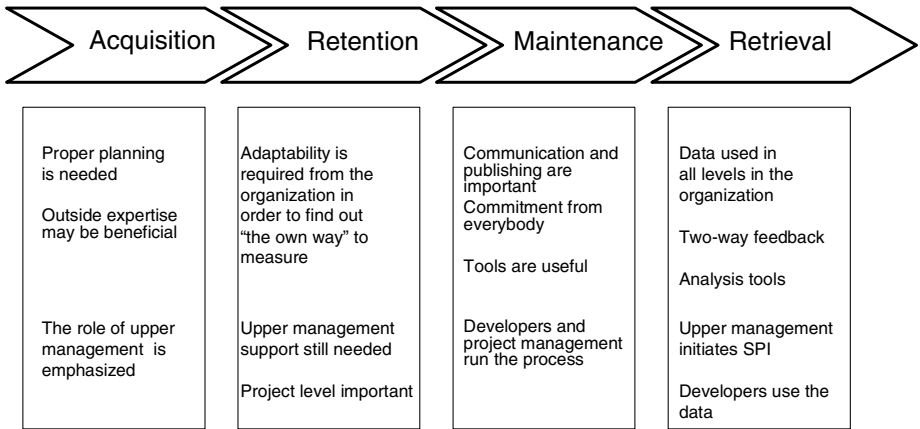 Acquisition
Retention
Maintenance
Retrieval
Proper planning
is needed
Outside expertise
may be beneficial
The role of upper
management is
emphasized
Adaptability is
required from the
organization in
order to find out
“the own way” to
measure
Upper management
support still needed
Project level important
Communication and
publishing are
important
Commitment from
everybody
Tools are useful
Developers and
project management
run the process
Data used in
all levels in the
organization
Two-way feedback
Analysis tools
Upper management
initiates SPI
Developers use the
data